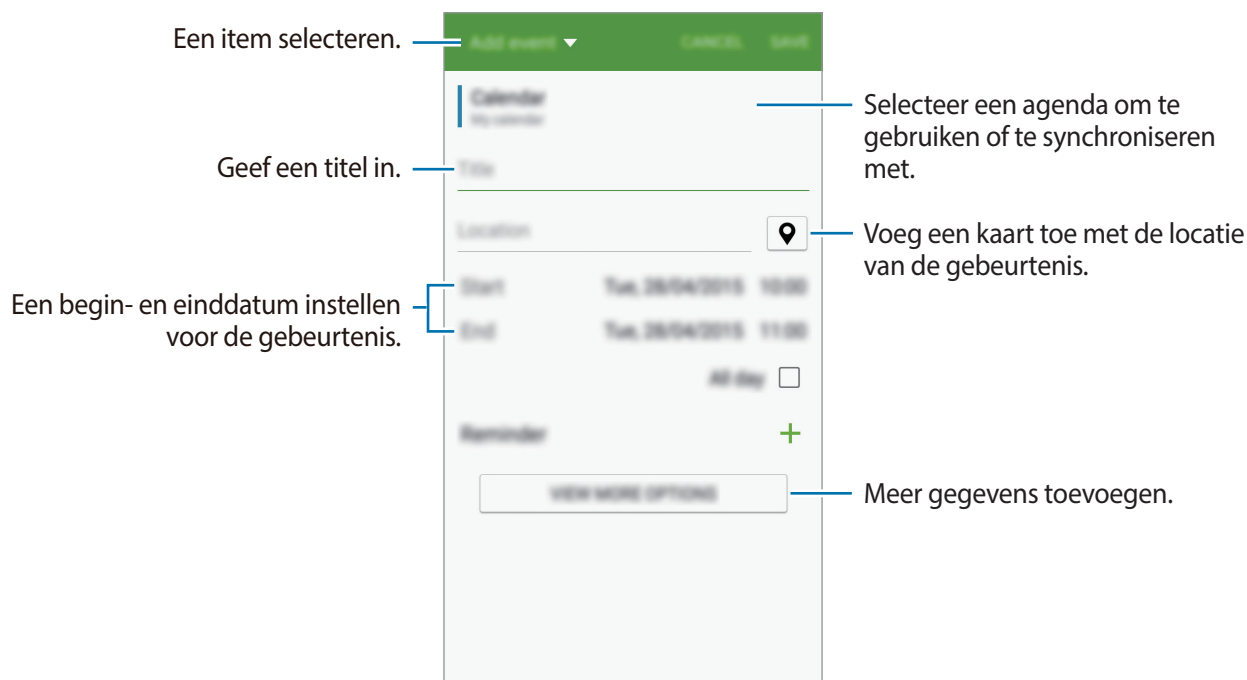 Een item selecteren.
Add event
CANCEL SAVE
Calendar
My calendar
Selecteer een agenda om te
gebruiken of te synchroniseren
met.
Geef een titel in.
Title
Location
Voeg een kaart toe met de locatie
van de gebeurtenis.
Een begin- en einddatum instellen
voor de gebeurtenis.
Start Tue, 28/04/2015 10:00
End Tue, 28/04/2015 11:00
All day
Reminder
VIEW MORE OPTIONS
Meer gegevens toevoegen.